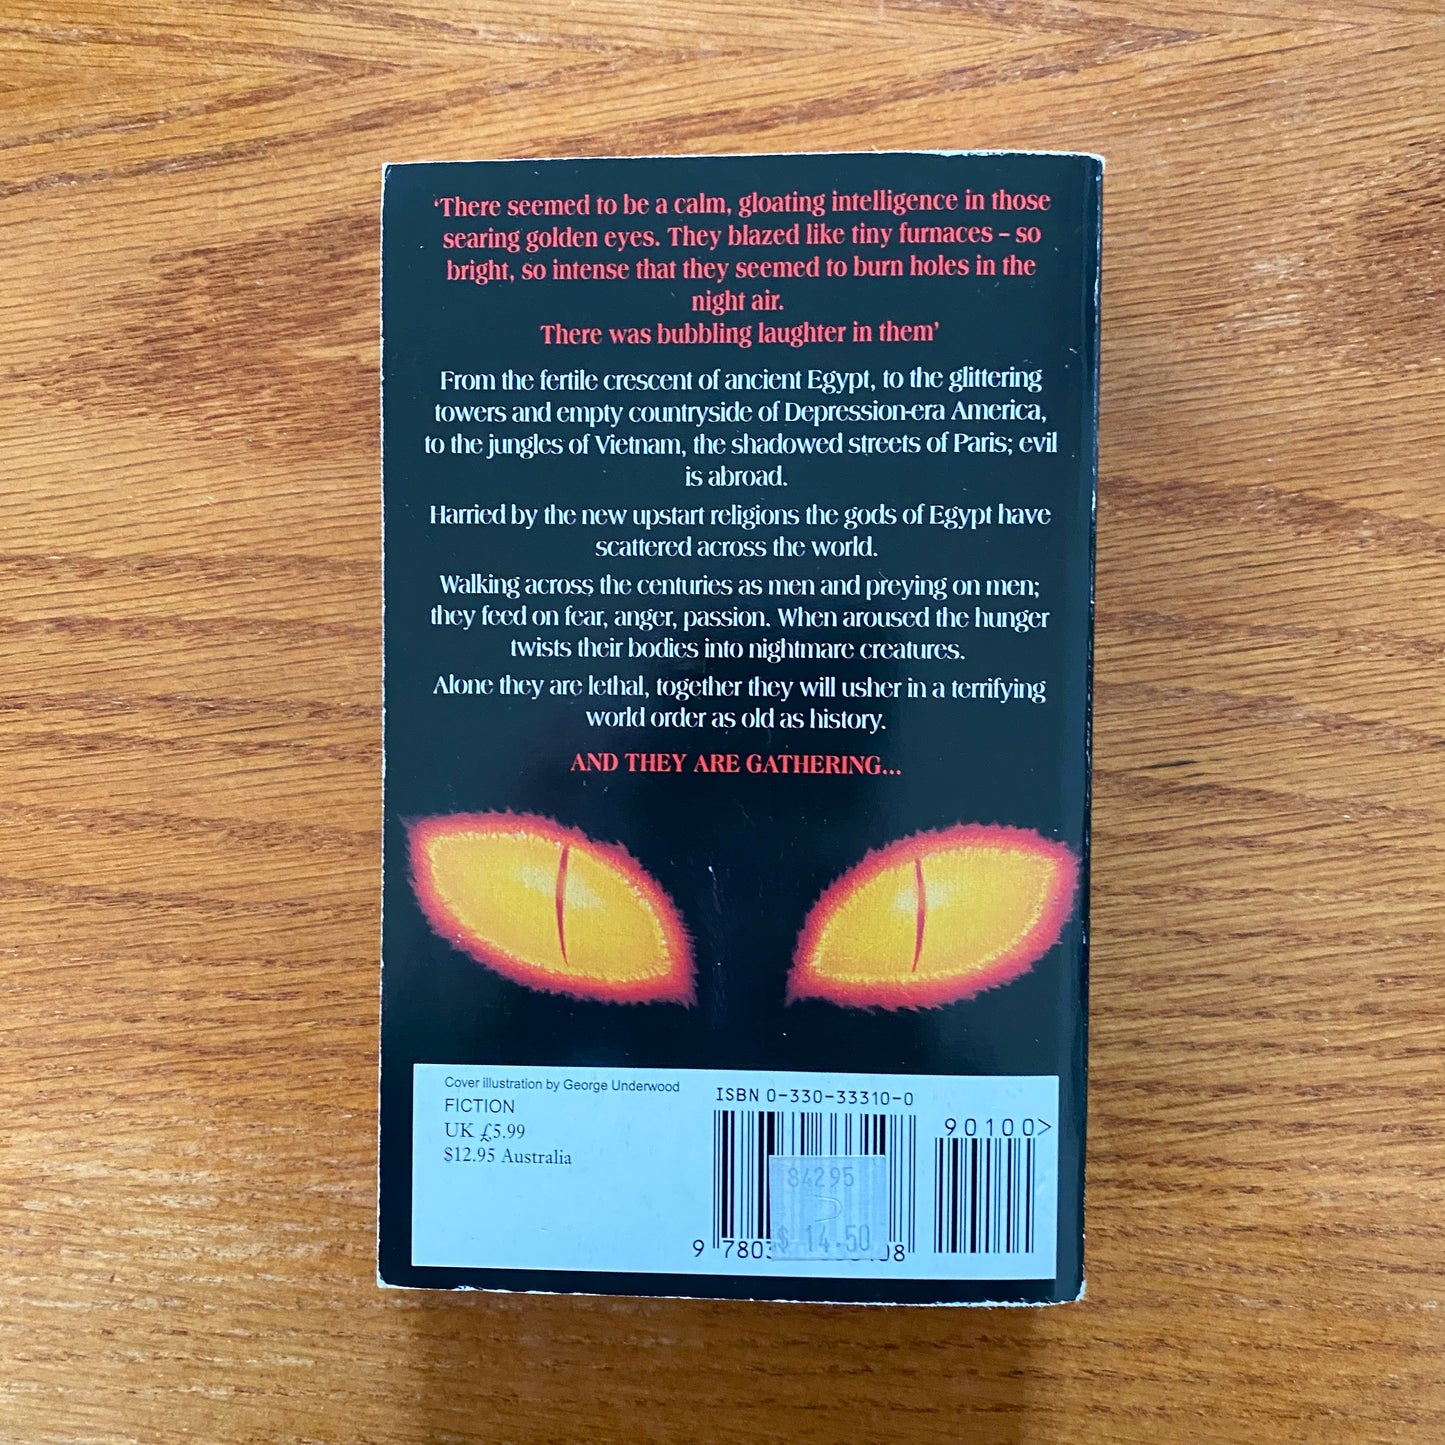 ‘There seemed to be a calm, gloating intelligence in those
searing golden eyes. They blazed like tiny furnaces – so
bright, so intense that they seemed to burn holes in the
night air.
There was bubbling laughter in them’
From the fertile crescent of ancient Egypt, to the glittering
towers and empty countryside of Depression-era America,
to the jungles of Vietnam, the shadowed streets of Paris; evil
is abroad.
Harried by the new upstart religions the gods of Egypt have
scattered across the world.
Walking across the centuries as men and preying on men;
they feed on fear, anger, passion. When aroused the hunger
twists their bodies into nightmare creatures.
Alone they are lethal, together they will usher in a terrifying
world order as old as history.
AND THEY ARE GATHERING...
Cover illustration by George Underwood
FICTION
UK £5.99
$12.95 Australia
ISBN 0-330-33310-0
90100>
84295
$ 14.50
9 7803